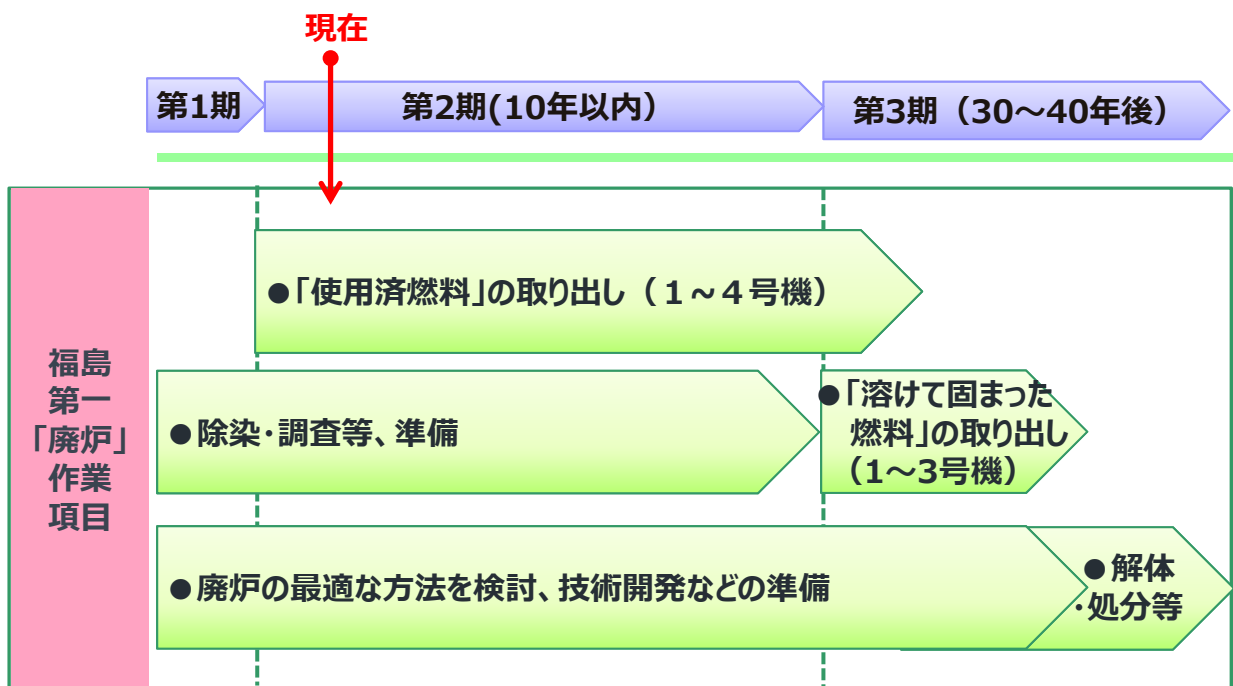 現在
第1期
第2期(10年以内）
第3期（30～40年後）
福島
第一
「廃炉」
作業
項目
●「使用済燃料」の取り出し（１～４号機）
●除染・調査等、準備
●「溶けて固まった
燃料」の取り出し
（1～3号機）
●廃炉の最適な方法を検討、技術開発などの準備
●解体
・処分等